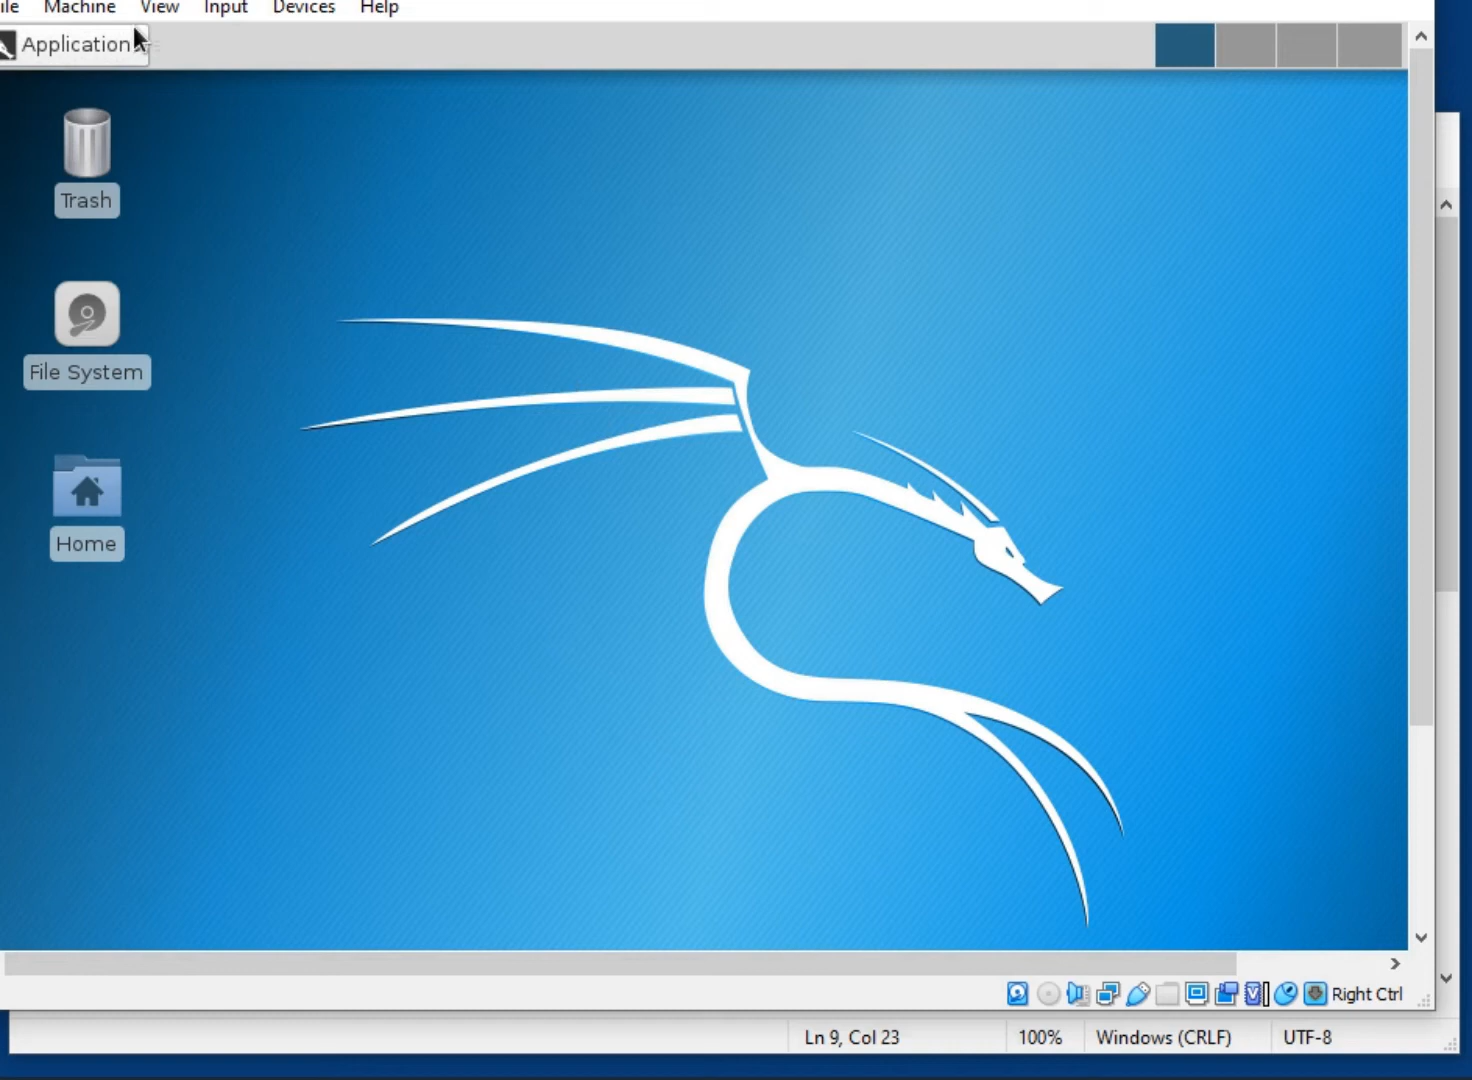 ile Machine View Input Devices Help
Application
Trash
File System
Home
Right Ctrl
Ln 9, Col 23 100% Windows (CRLF) UTF-8